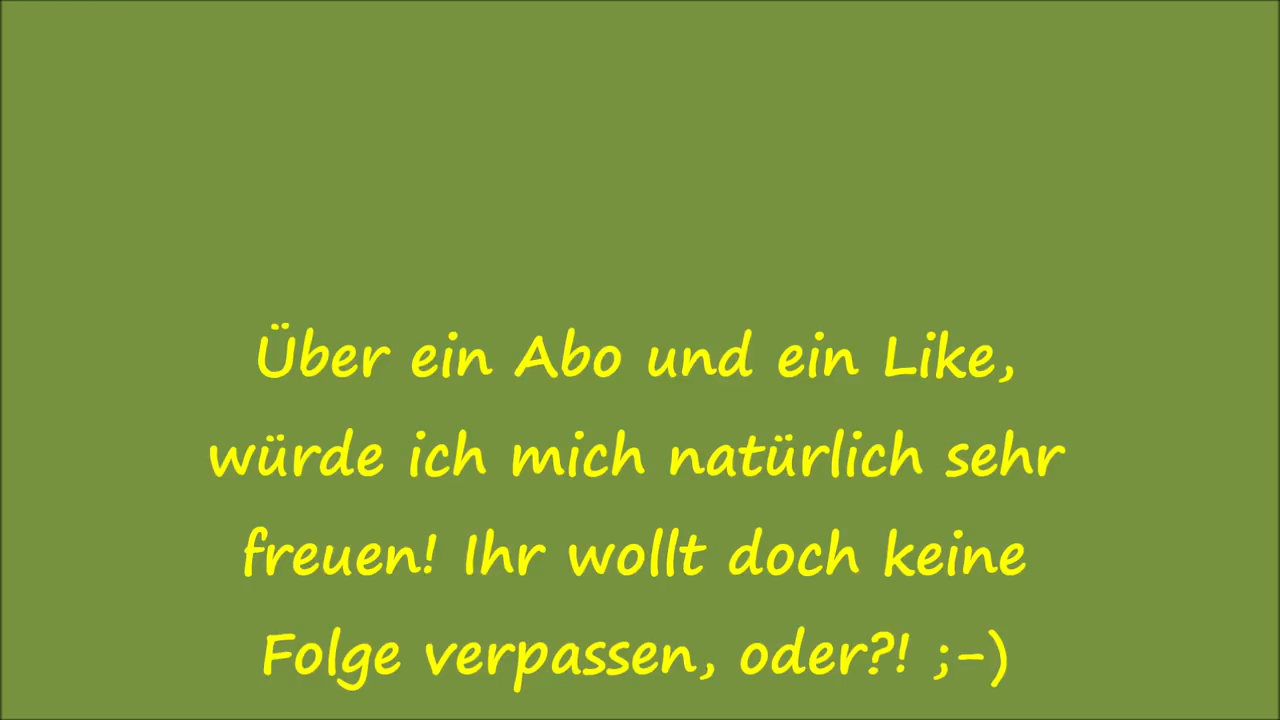 Über ein Abo und ein Like,
würde ich mich natürlich sehr
freuen! Ihr wollt doch keine
Folge verpassen, oder?! ;-)